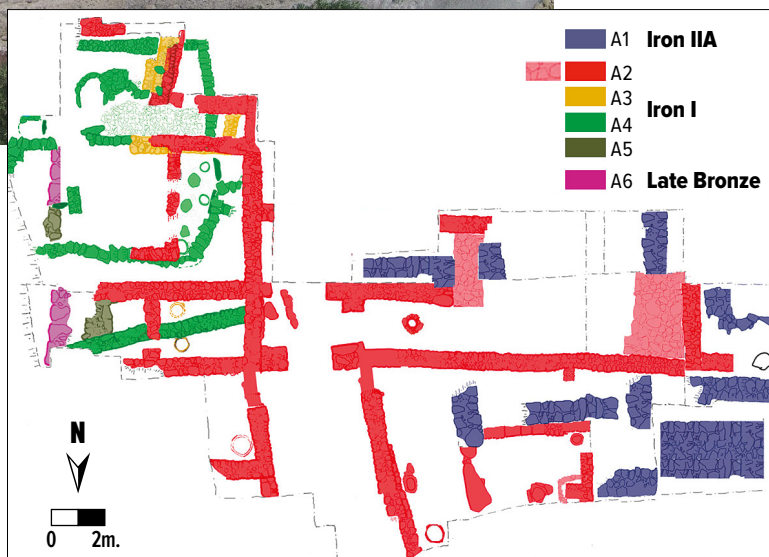 A1 Iron IIA
A2
A3
Iron I
A4
A5
A6 Late Bronze
N
0 2m.